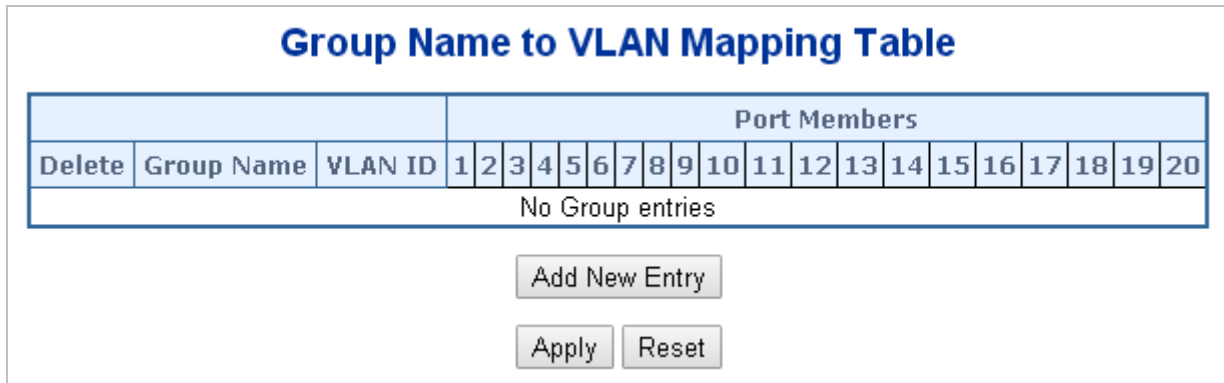 Group Name to VLAN Mapping Table
Port Members
Delete Group Name VLAN ID 1 2 3 4 5 6 7 8 9 10 11 12 13 14 15 16 17 18 19 20
No Group entries
Add New Entry
Apply Reset